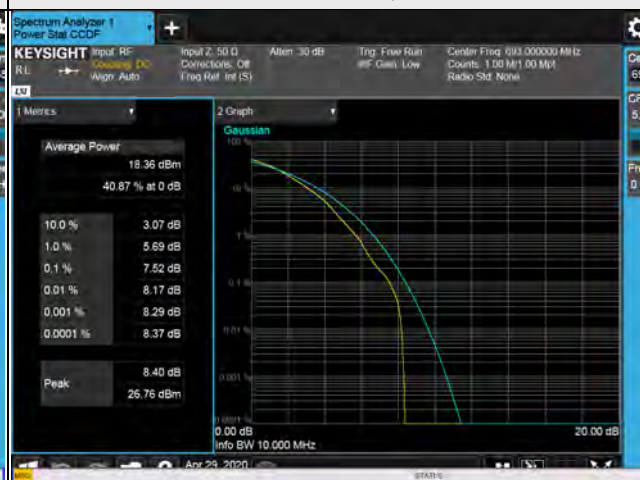 Spectrum Analyzer 1
Power Stat CCDF
+
KEYSIGHT Input: RF Input Z: 50 Ω Atten: 30 dB Trig: Free Run Center Freq: 693.000000 MHz
RL Coupling: DC Corrections: Off #IF Gain: Low Counts: 1.00 M/1.00 Mpt
Align: Auto Freq Ref: Int (S) Radio Std: None
LXI
1 Metrics
2 Graph
Gaussian
Average Power
18.36 dBm
40.87 % at 0 dB
10.0 % 3.07 dB
1.0 % 5.69 dB
0.1 % 7.52 dB
0.01 % 8.17 dB
0.001 % 8.29 dB
0.0001 % 8.37 dB
Peak 8.40 dB
26.76 dBm
100 %
10 %
1 %
0.1 %
0.01 %
0.001 %
0.0001 %
0.00 dB 20.00 dB
Info BW 10.000 MHz
Apr 29, 2020
MSG STATUS